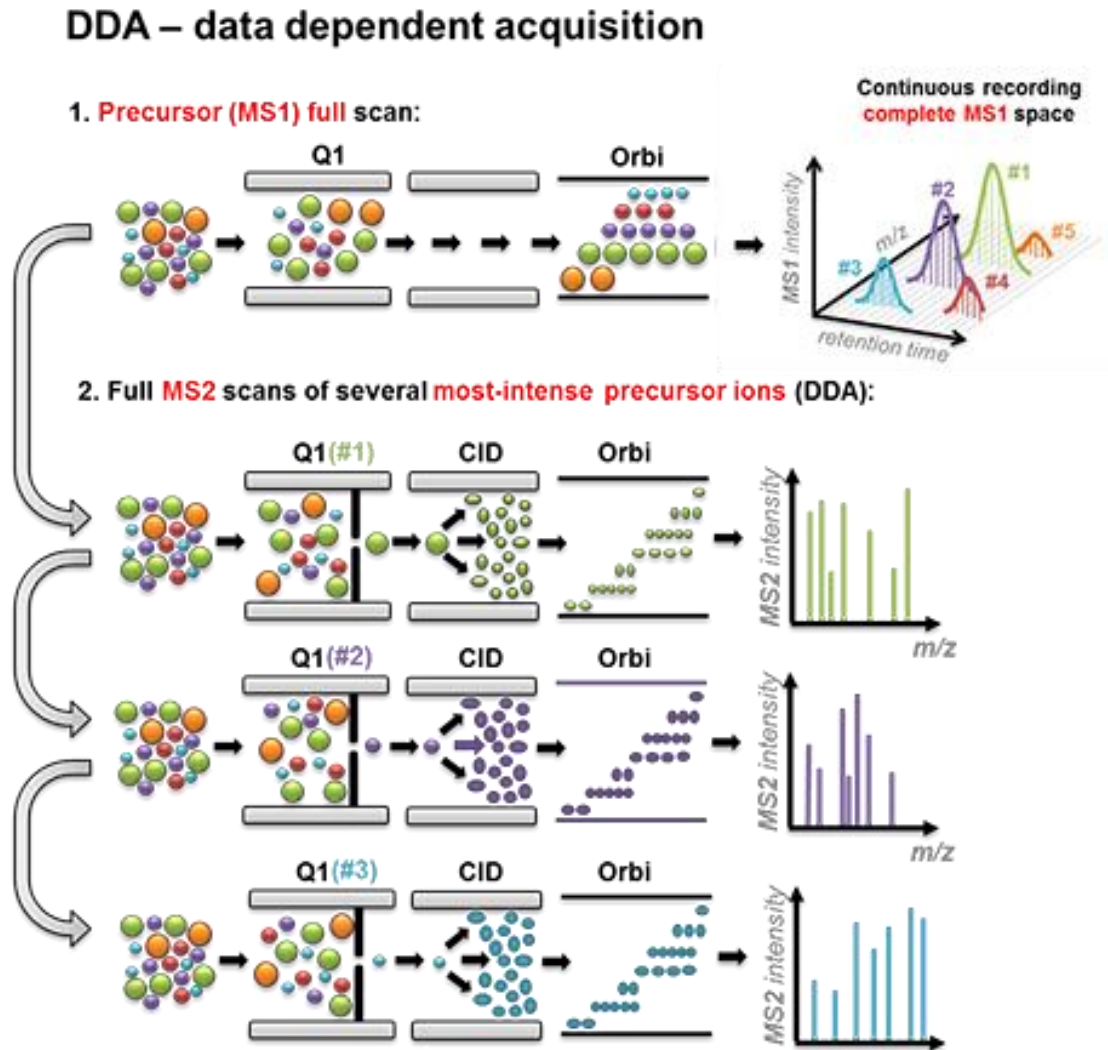 DDA – data dependent acquisition
1. Precursor (MS1) full scan:
Continuous recording
complete MS1 space
Q1
Orbi
MS1 intensity
m/z
retention time
#1
#2
#3
#4
#5
2. Full MS2 scans of several most-intense precursor ions (DDA):
Q1(#1)
CID
Orbi
MS2 intensity
m/z
Q1(#2)
CID
Orbi
MS2 intensity
m/z
Q1(#3)
CID
Orbi
MS2 intensity